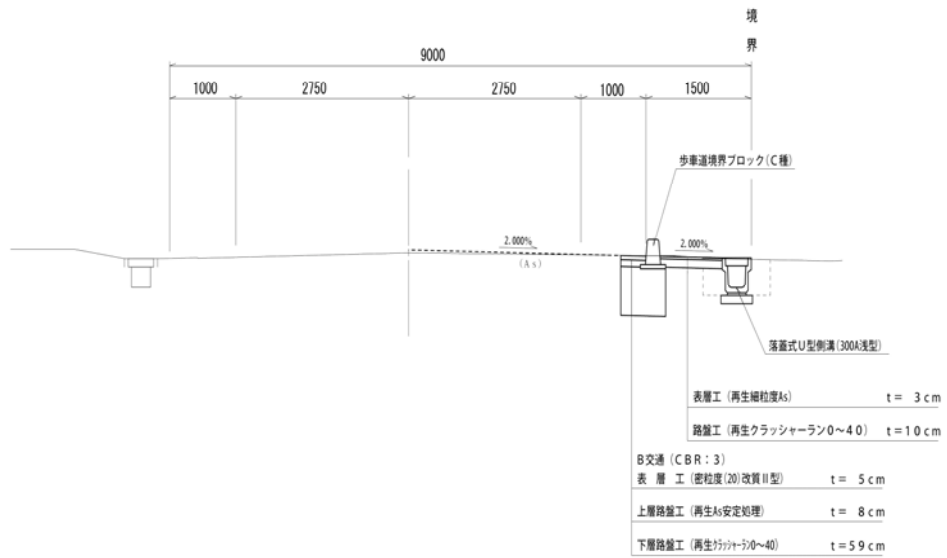 境
界
9000
1000
2750
2750
1000
1500
歩車道境界ブロック(C種)
2.000%
2.000%
(As)
落蓋式U型側溝(300A浅型)
表層工(再生細粒度As) t= 3cm
路盤工(再生クラッシャーラン0〜40) t=10cm
B交通(CBR:3)
表 層 工(密粒度(20)改質II型) t= 5cm
上層路盤工(再生As安定処理) t= 8cm
下層路盤工(再生クラッシャーラン0〜40) t=59cm